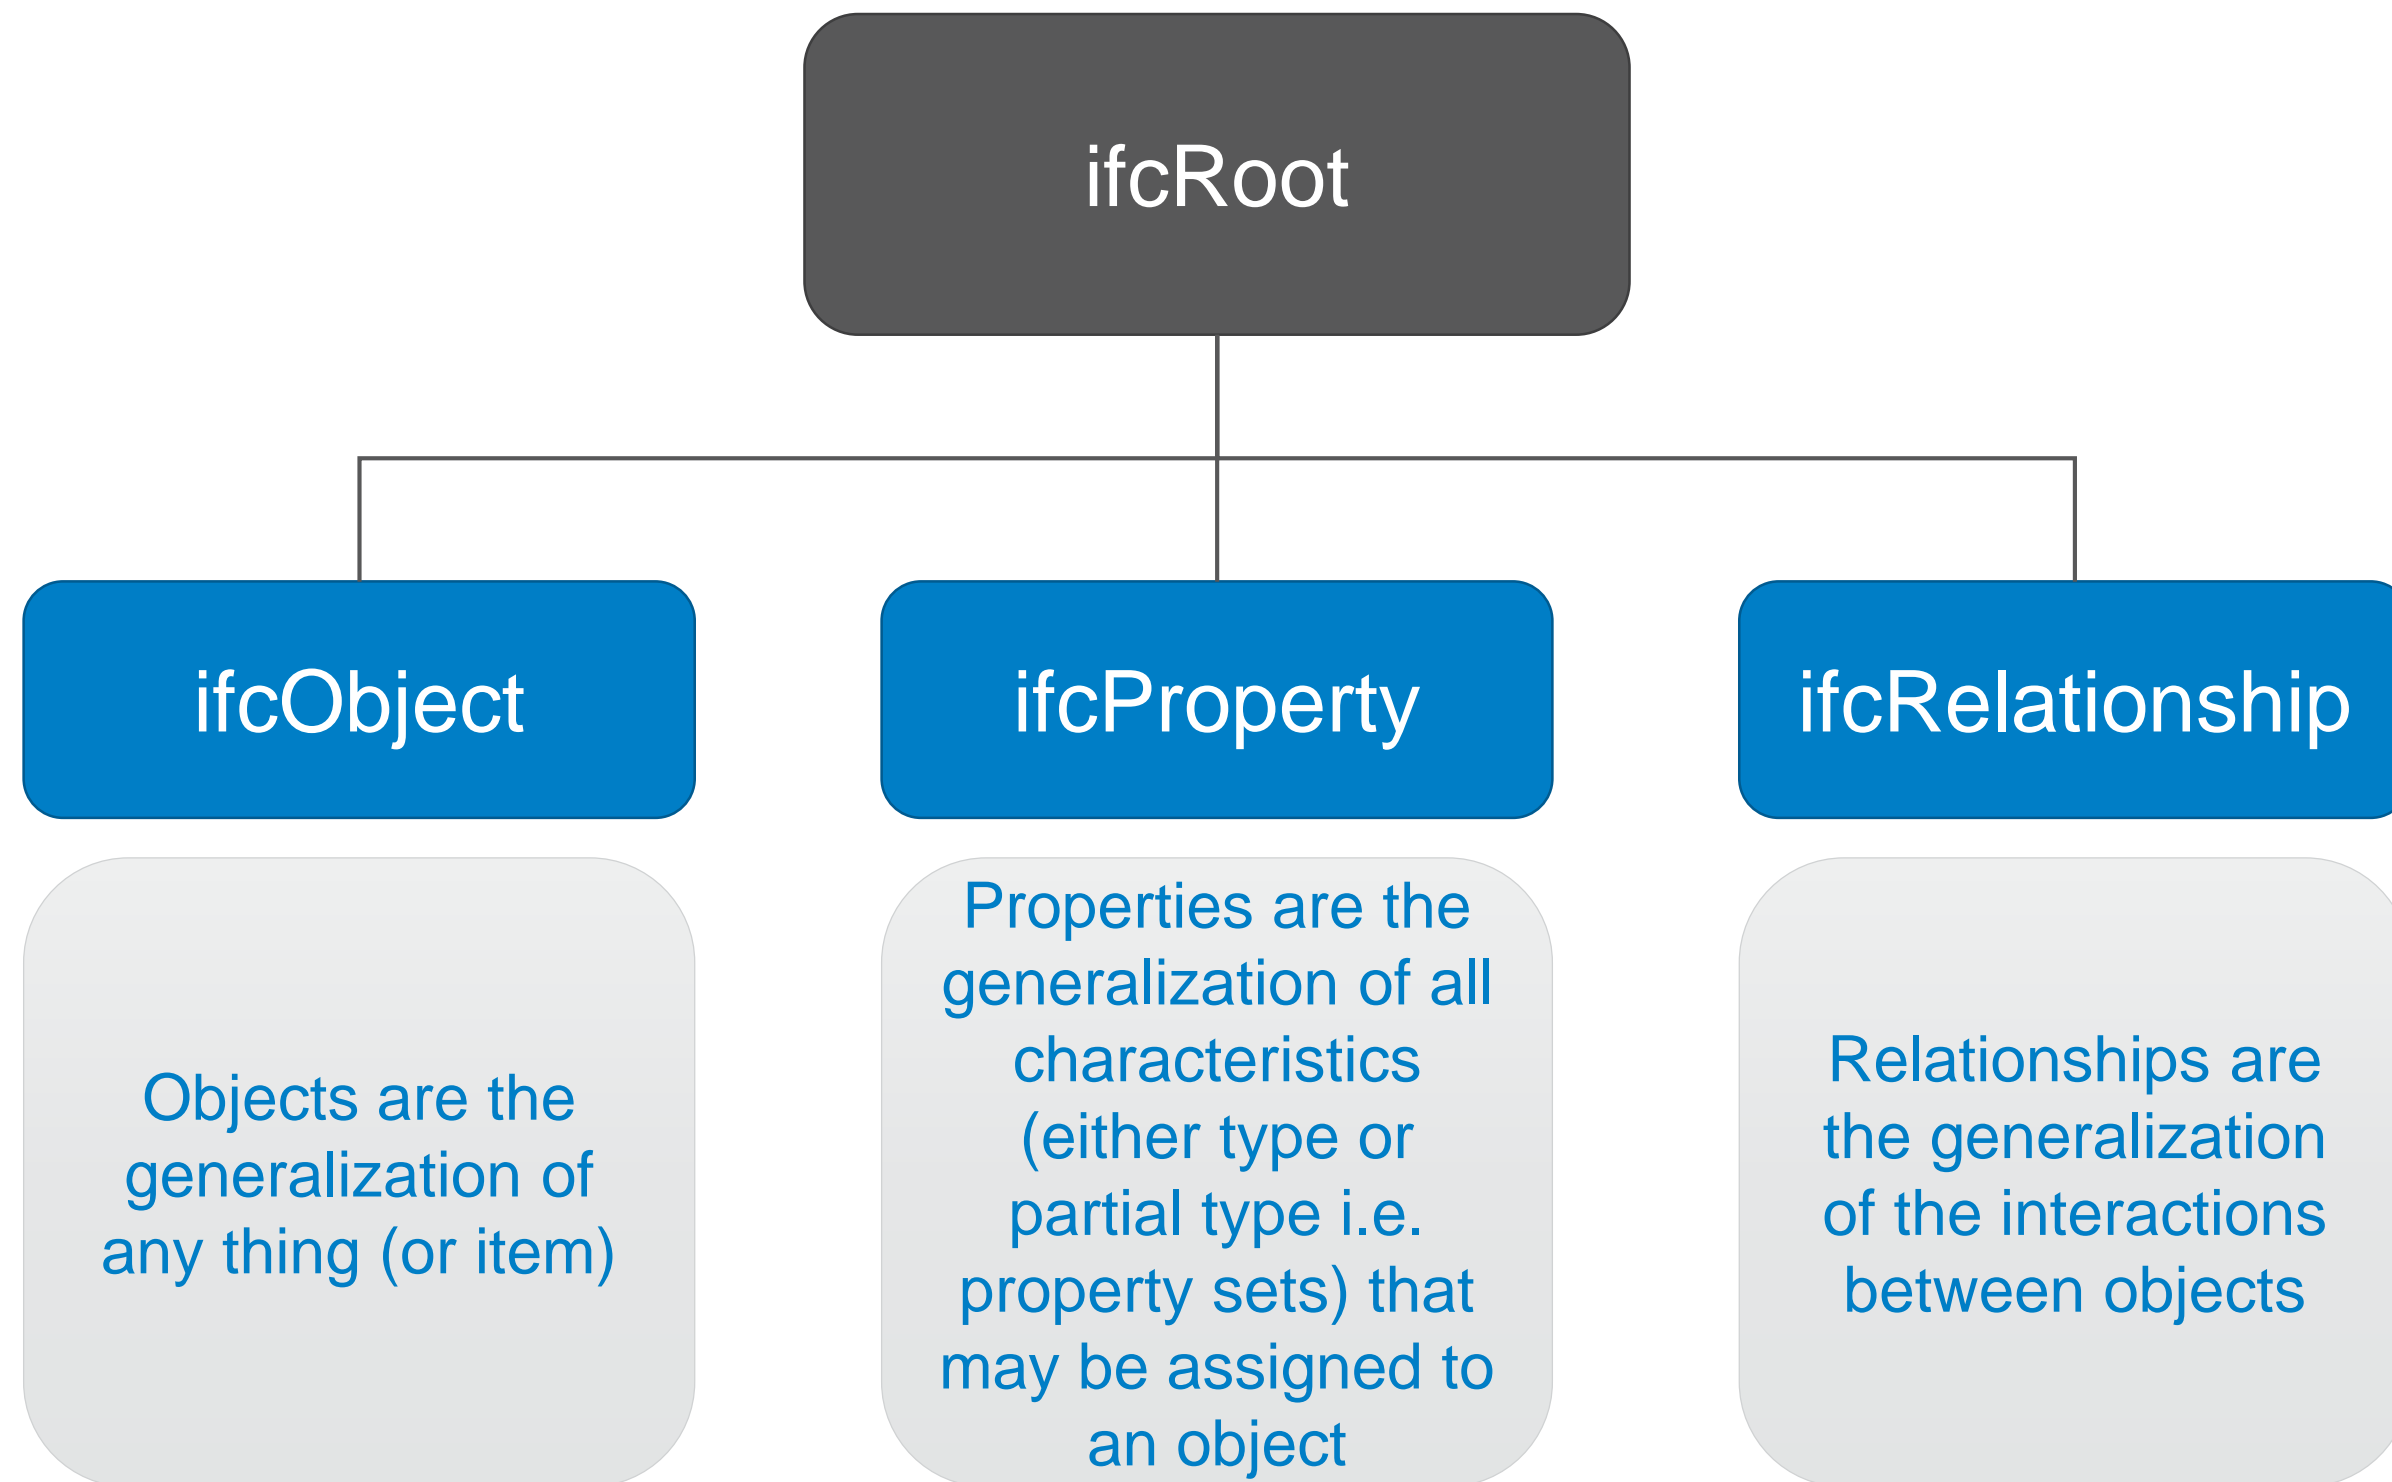 ifcRoot
ifcObject
ifcProperty
ifcRelationship
Objects are the
generalization of
any thing (or item)
Properties are the
generalization of all
characteristics
(either type or
partial type i.e.
property sets) that
may be assigned to
an object
Relationships are
the generalization
of the interactions
between objects